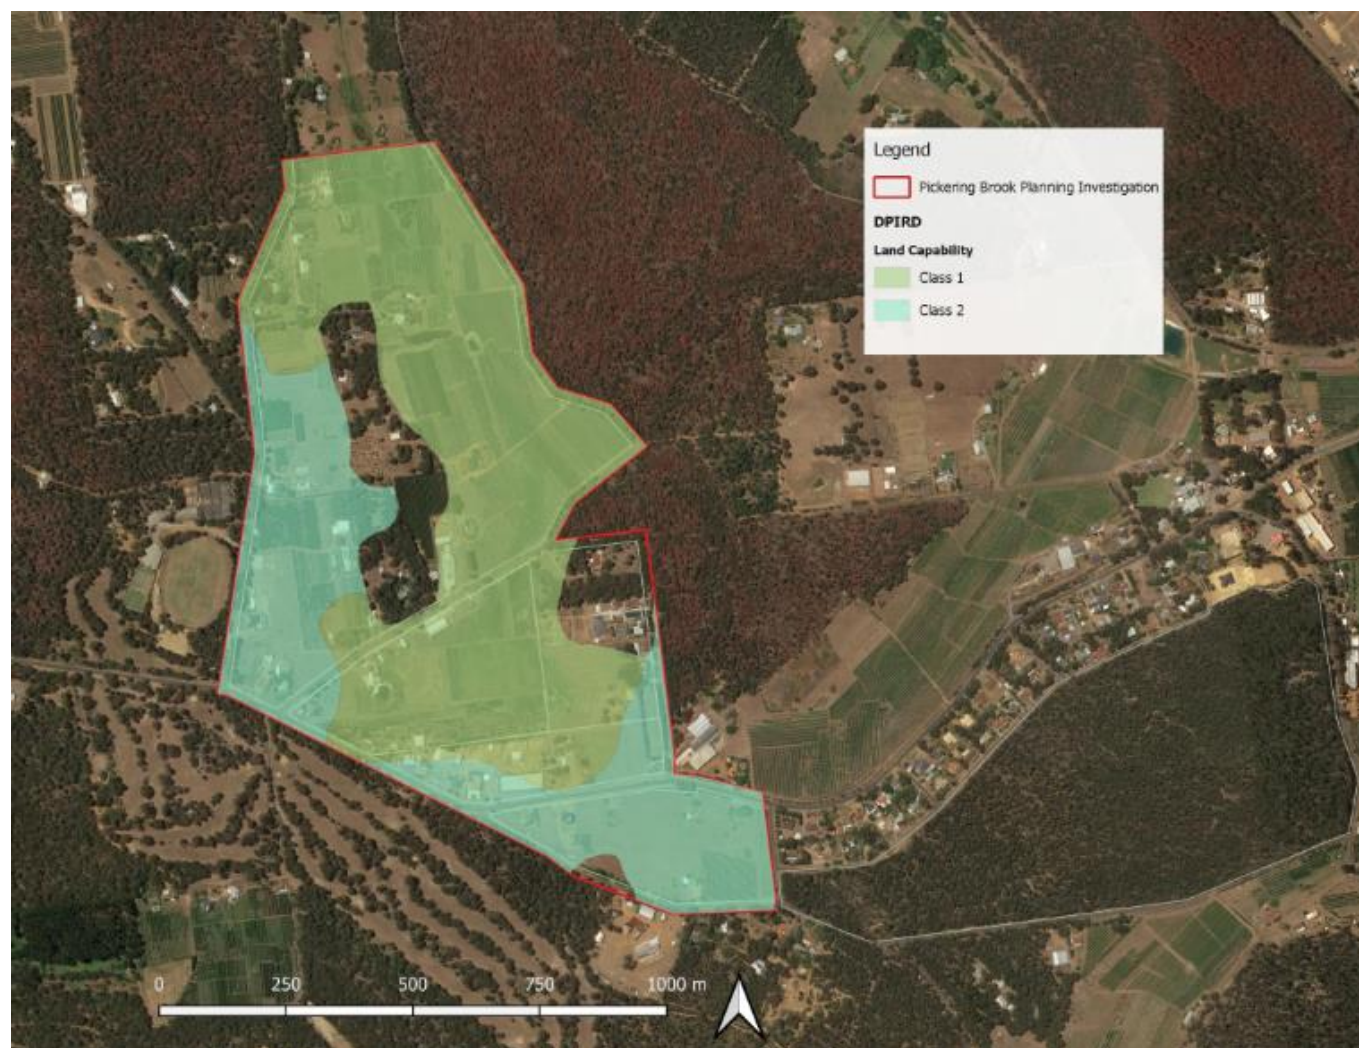 Legend
Pickering Brook Planning Investigation
DPIRD
Land Capability
Class 1
Class 2
0 250 500 750 1000 m